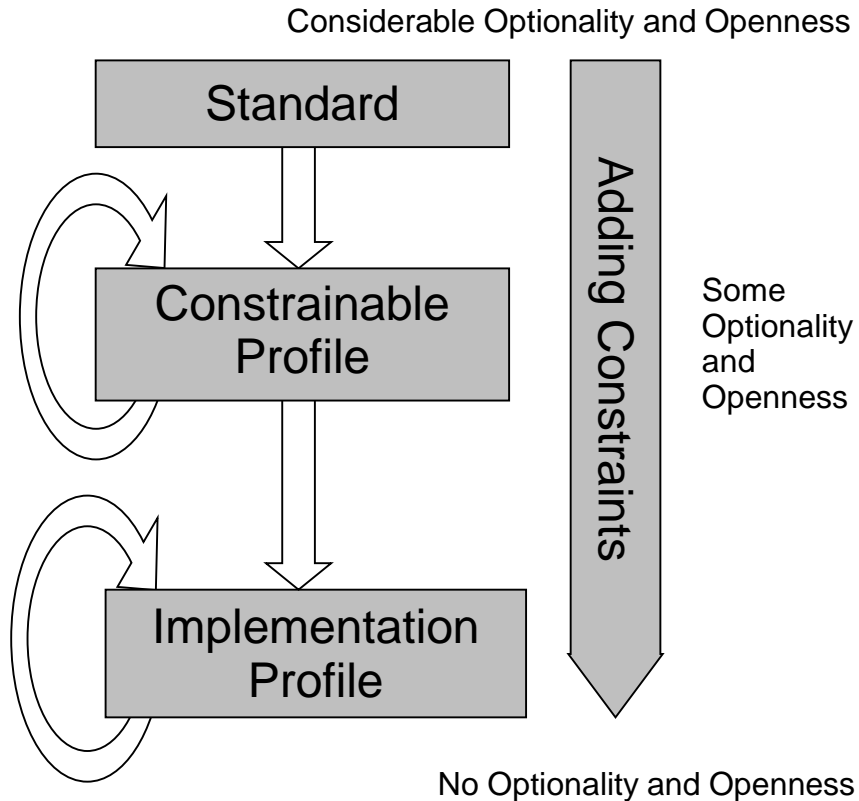 Considerable Optionality and Openness
Standard
Adding Constraints
Constrainable
Profile
Some
Optionality
and
Openness
Implementation
Profile
No Optionality and Openness